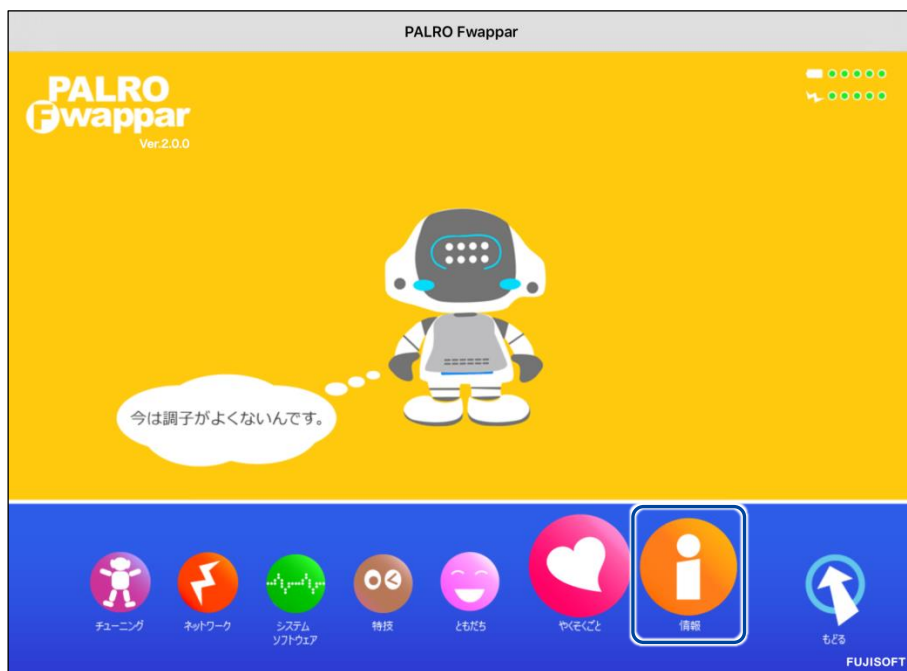 PALRO Fwappar
PALRO
Fwappar
Ver.2.0.0
今は調子がよくないんです。
チューニング
ネットワーク
システム
ソフトウェア
特技
ともだち
やくそくごと
情報
もどる
FUJISOFT